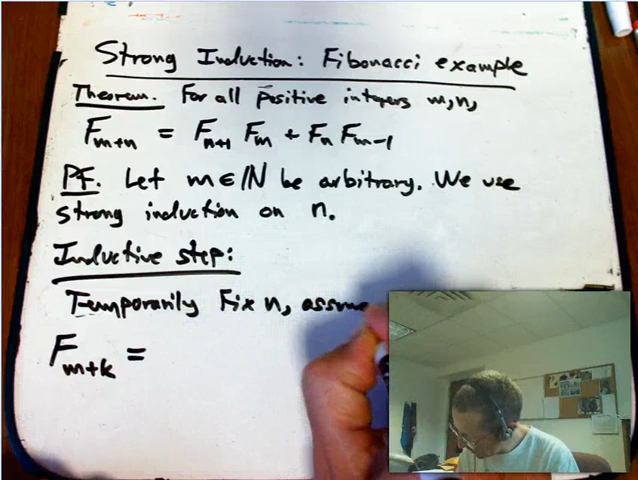 Strong Induction: Fibonacci example
Theorem. For all positive integers m,n,
F_{m+n} = F_{n+1} F_m + F_n F_{m-1}
Pf. Let m ∈ ℕ be arbitrary. We use
strong induction on n.
Inductive step:
Temporarily Fix n, assume
F_{m+k} =